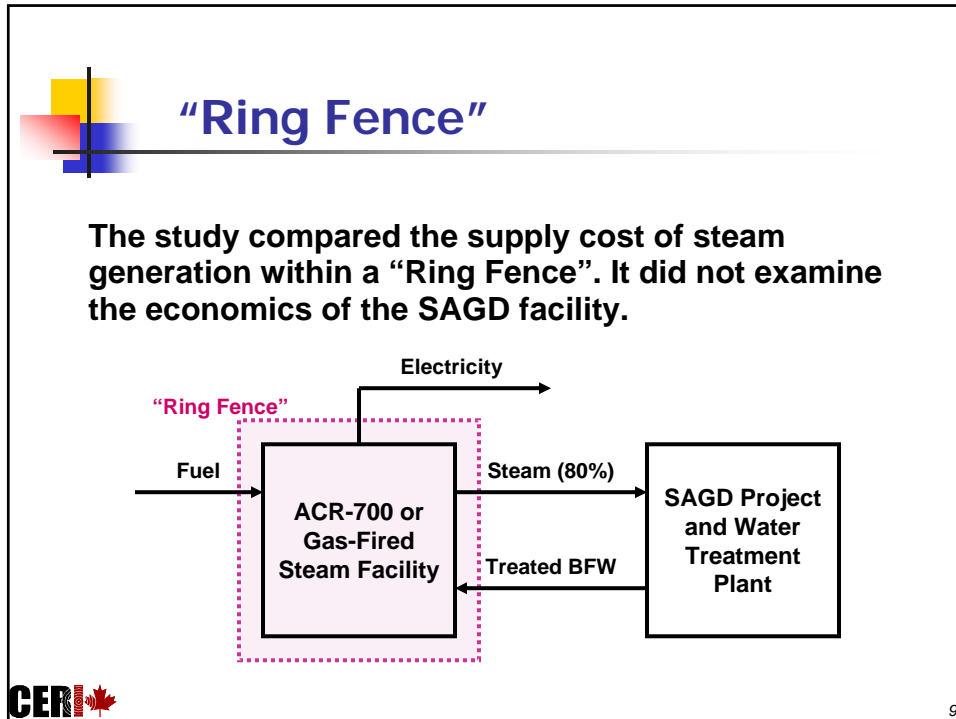 “Ring Fence”
The study compared the supply cost of steam
generation within a “Ring Fence”. It did not examine
the economics of the SAGD facility.
Electricity
“Ring Fence”
Fuel
ACR-700 or
Gas-Fired
Steam Facility
Steam (80%)
Treated BFW
SAGD Project
and Water
Treatment
Plant
CERI
9